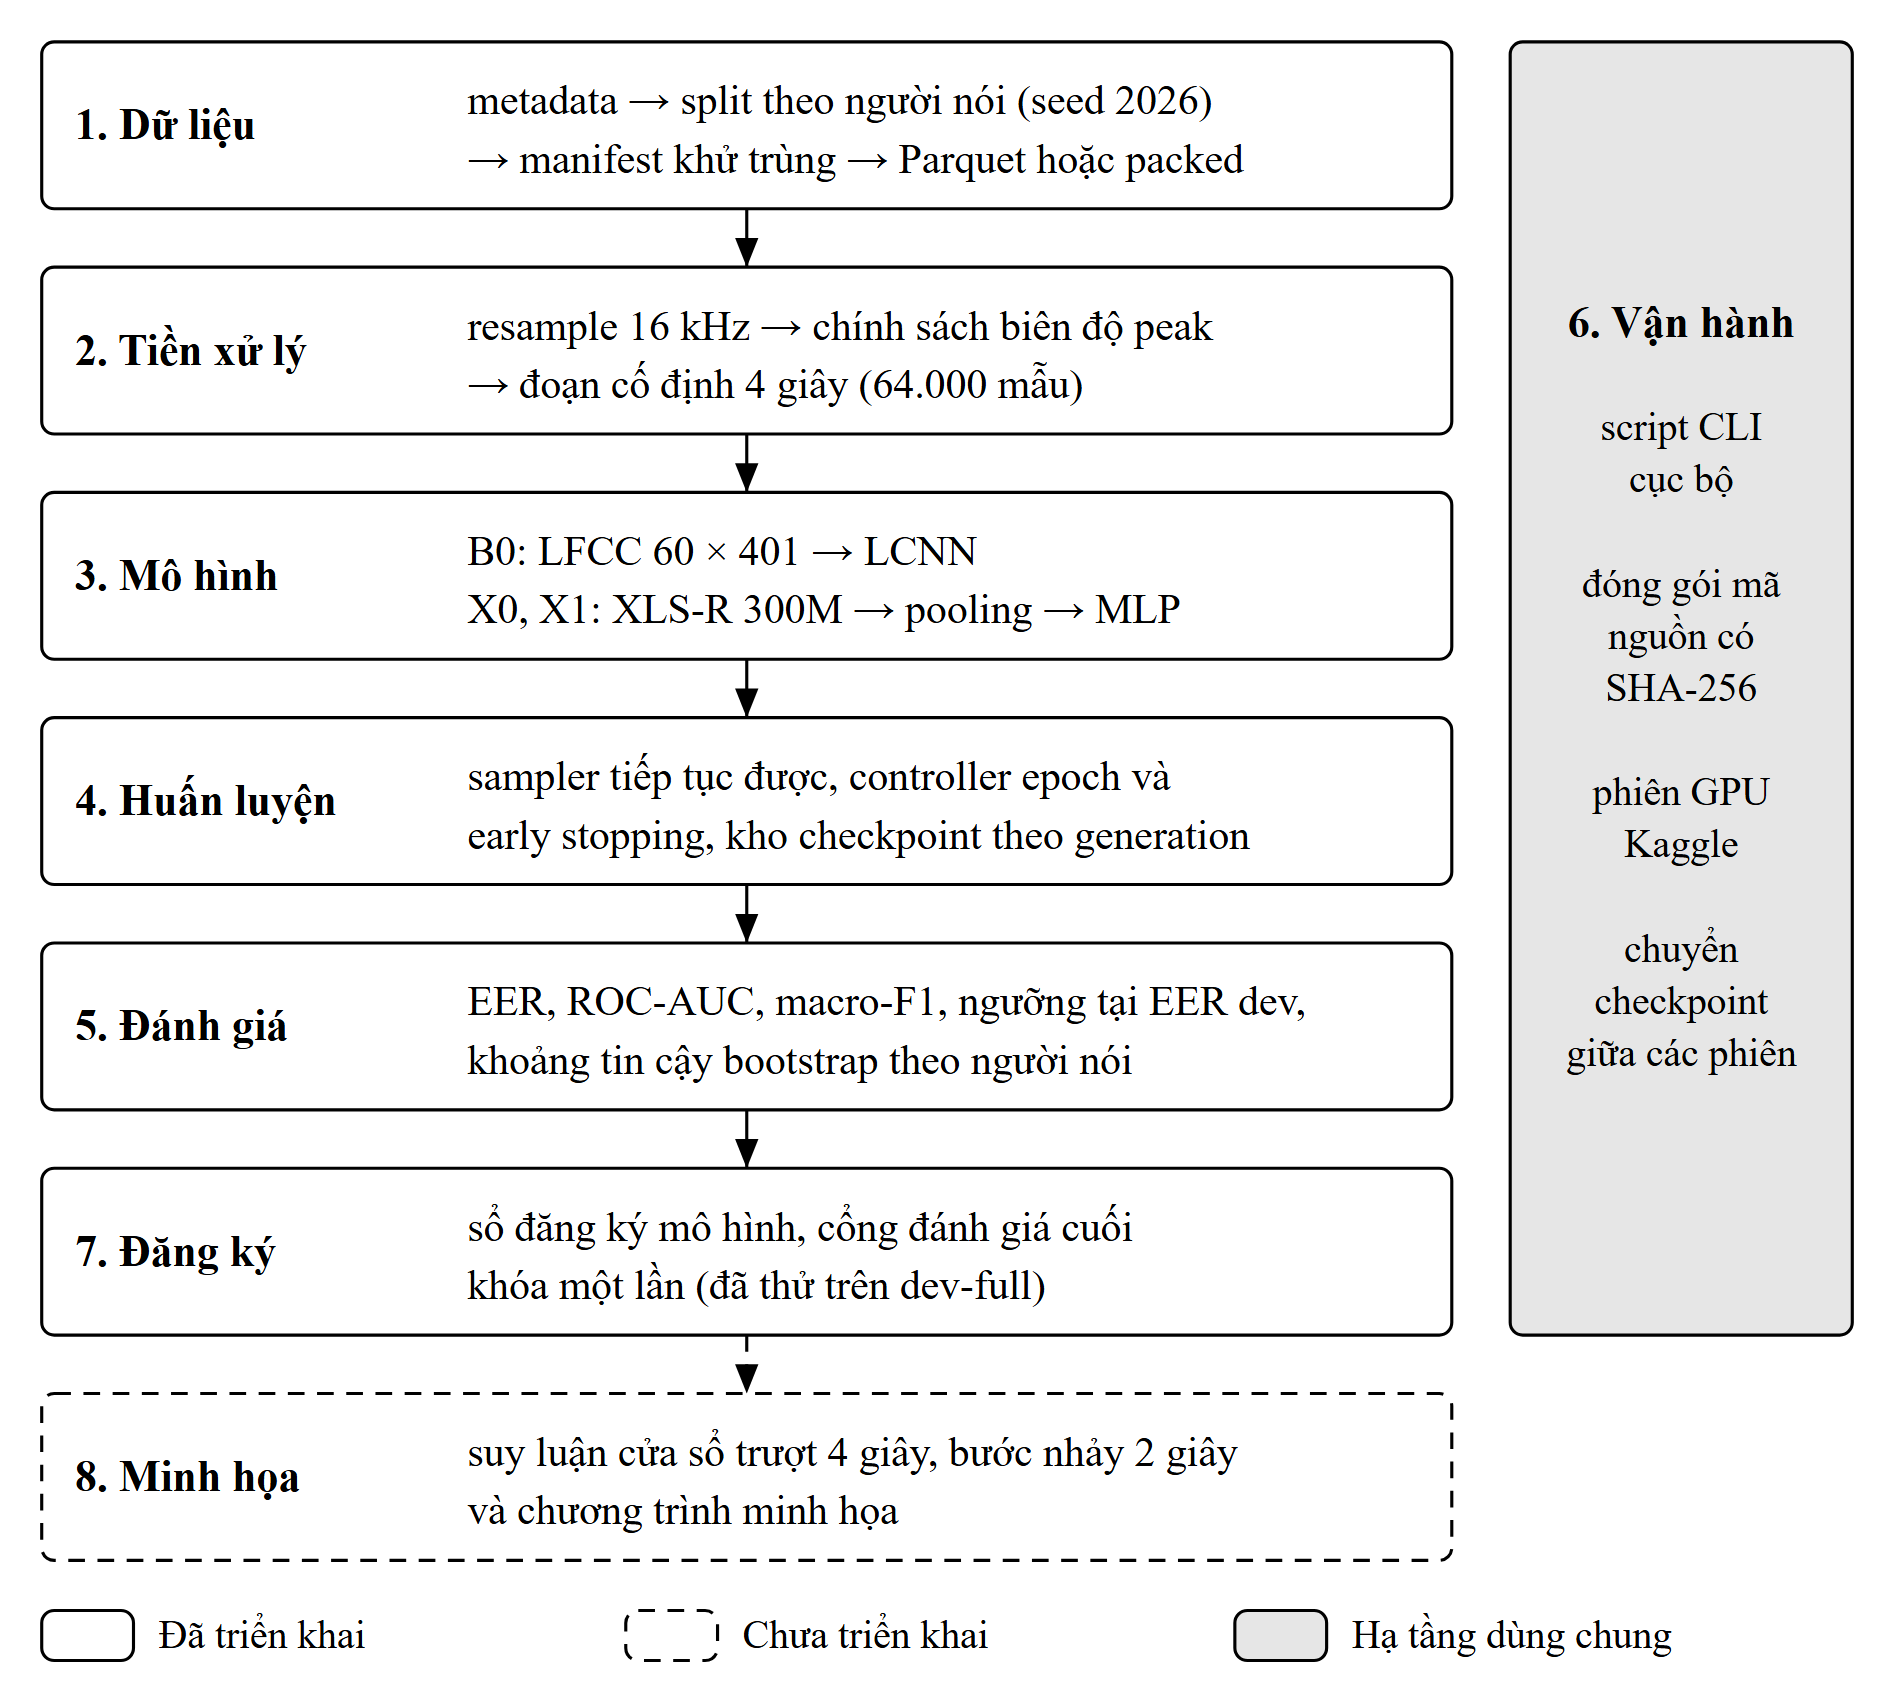 1. Dữ liệu
metadata → split theo người nói (seed 2026)
→ manifest khử trùng → Parquet hoặc packed
2. Tiền xử lý
resample 16 kHz → chính sách biên độ peak
→ đoạn cố định 4 giây (64.000 mẫu)
3. Mô hình
B0: LFCC 60 × 401 → LCNN
X0, X1: XLS-R 300M → pooling → MLP
4. Huấn luyện
sampler tiếp tục được, controller epoch và
early stopping, kho checkpoint theo generation
5. Đánh giá
EER, ROC-AUC, macro-F1, ngưỡng tại EER dev,
khoảng tin cậy bootstrap theo người nói
6. Vận hành
script CLI
cục bộ
đóng gói mã
nguồn có
SHA-256
phiên GPU
Kaggle
chuyển
checkpoint
giữa các phiên
7. Đăng ký
sổ đăng ký mô hình, cổng đánh giá cuối
khóa một lần (đã thử trên dev-full)
8. Minh họa
suy luận cửa sổ trượt 4 giây, bước nhảy 2 giây
và chương trình minh họa
Đã triển khai
Chưa triển khai
Hạ tầng dùng chung